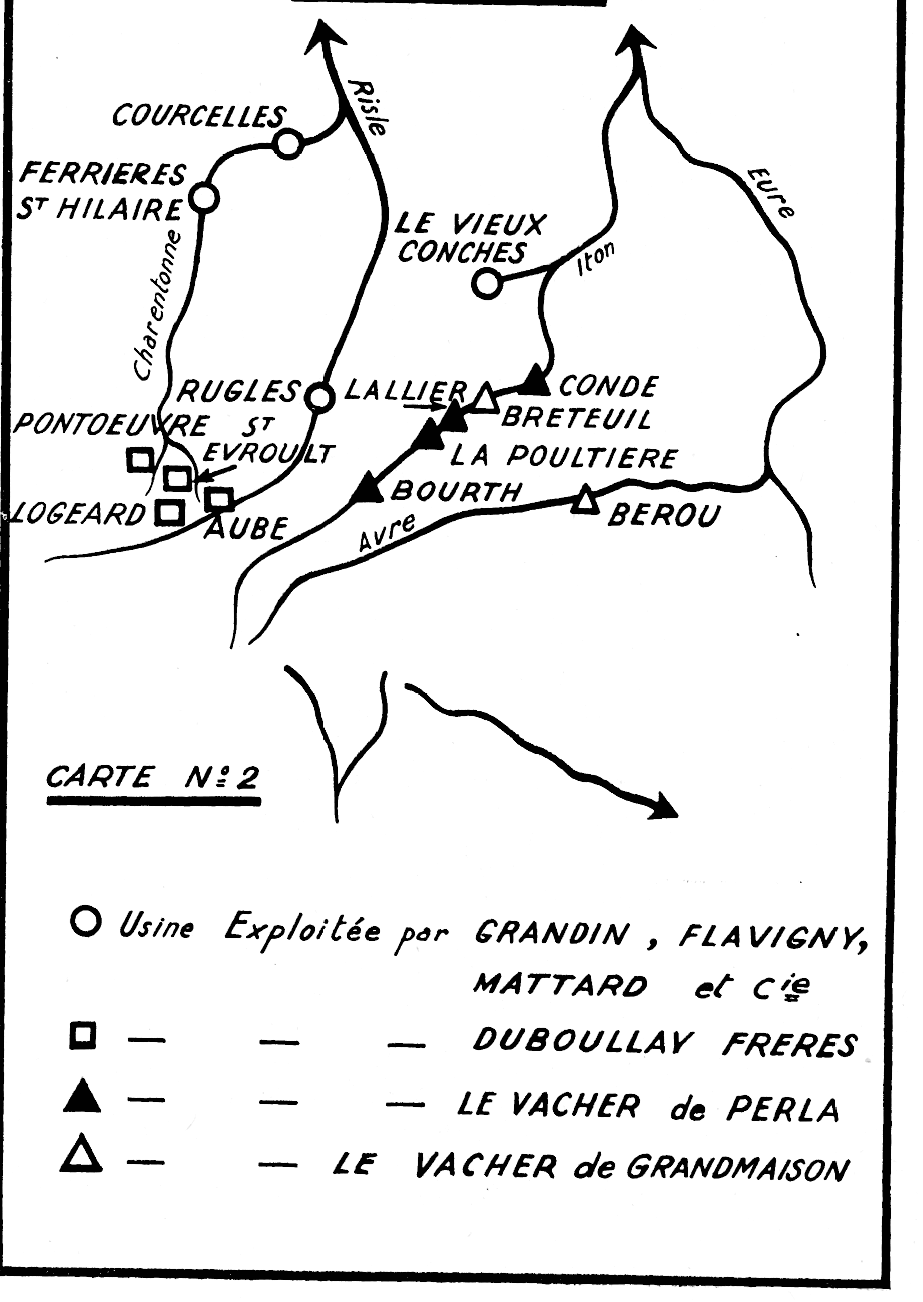 Risle
COURCELLES
FERRIERES
ST HILAIRE
Eure
LE VIEUX
CONCHES
Iton
Charentonne
RUGLES
LALLIER
CONDE
BRETEUIL
PONTOEUVRE
ST
EVROULT
LA POULTIERE
BOURTH
LOGEARD
AUBE
Avre
BEROU
CARTE Nº 2
Usine Exploitée par GRANDIN, FLAVIGNY,
MATTARD et Cie
— — — DUBOULLAY FRERES
— — — LE VACHER de PERLA
— — LE VACHER de GRANDMAISON